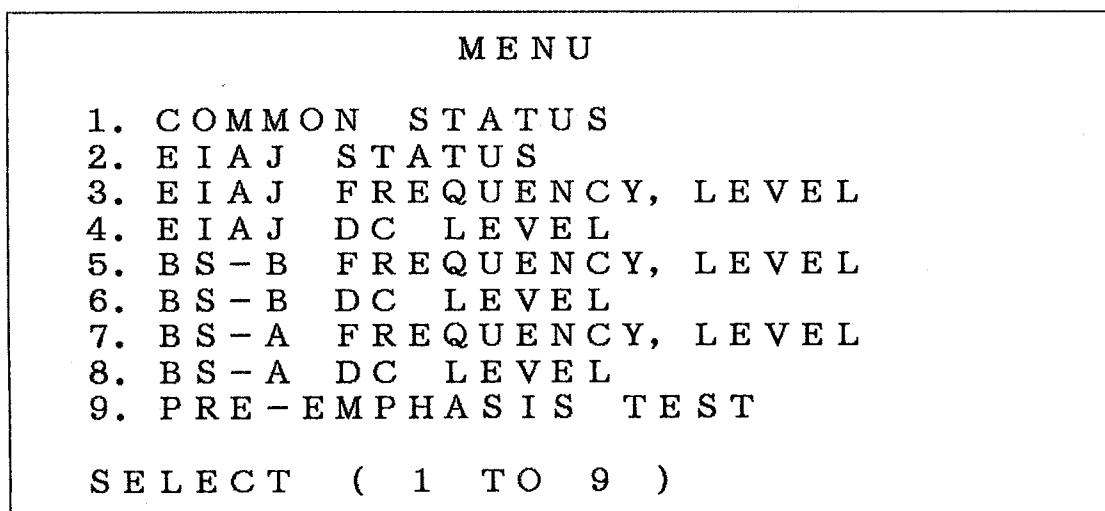 MENU
1. COMMON STATUS
2. EIAJ STATUS
3. EIAJ FREQUENCY, LEVEL
4. EIAJ DC LEVEL
5. BS-B FREQUENCY, LEVEL
6. BS-B DC LEVEL
7. BS-A FREQUENCY, LEVEL
8. BS-A DC LEVEL
9. PRE-EMPHASIS TEST
SELECT ( 1 TO 9 )